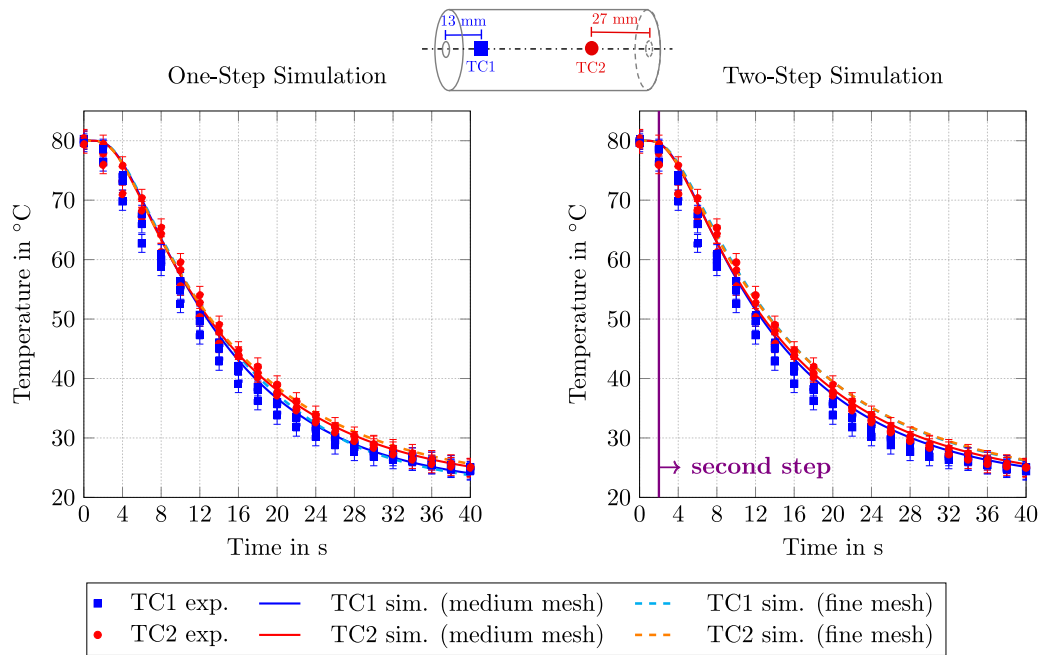 13 mm
27 mm
TC1
TC2
One-Step Simulation
Two-Step Simulation
Temperature in °C
80
70
60
50
40
30
20
0 4 8 12 16 20 24 28 32 36 40
Time in s
Temperature in °C
80
70
60
50
40
30
20
second step
0 4 8 12 16 20 24 28 32 36 40
Time in s
TC1 exp. TC1 sim. (medium mesh) TC1 sim. (fine mesh)
TC2 exp. TC2 sim. (medium mesh) TC2 sim. (fine mesh)